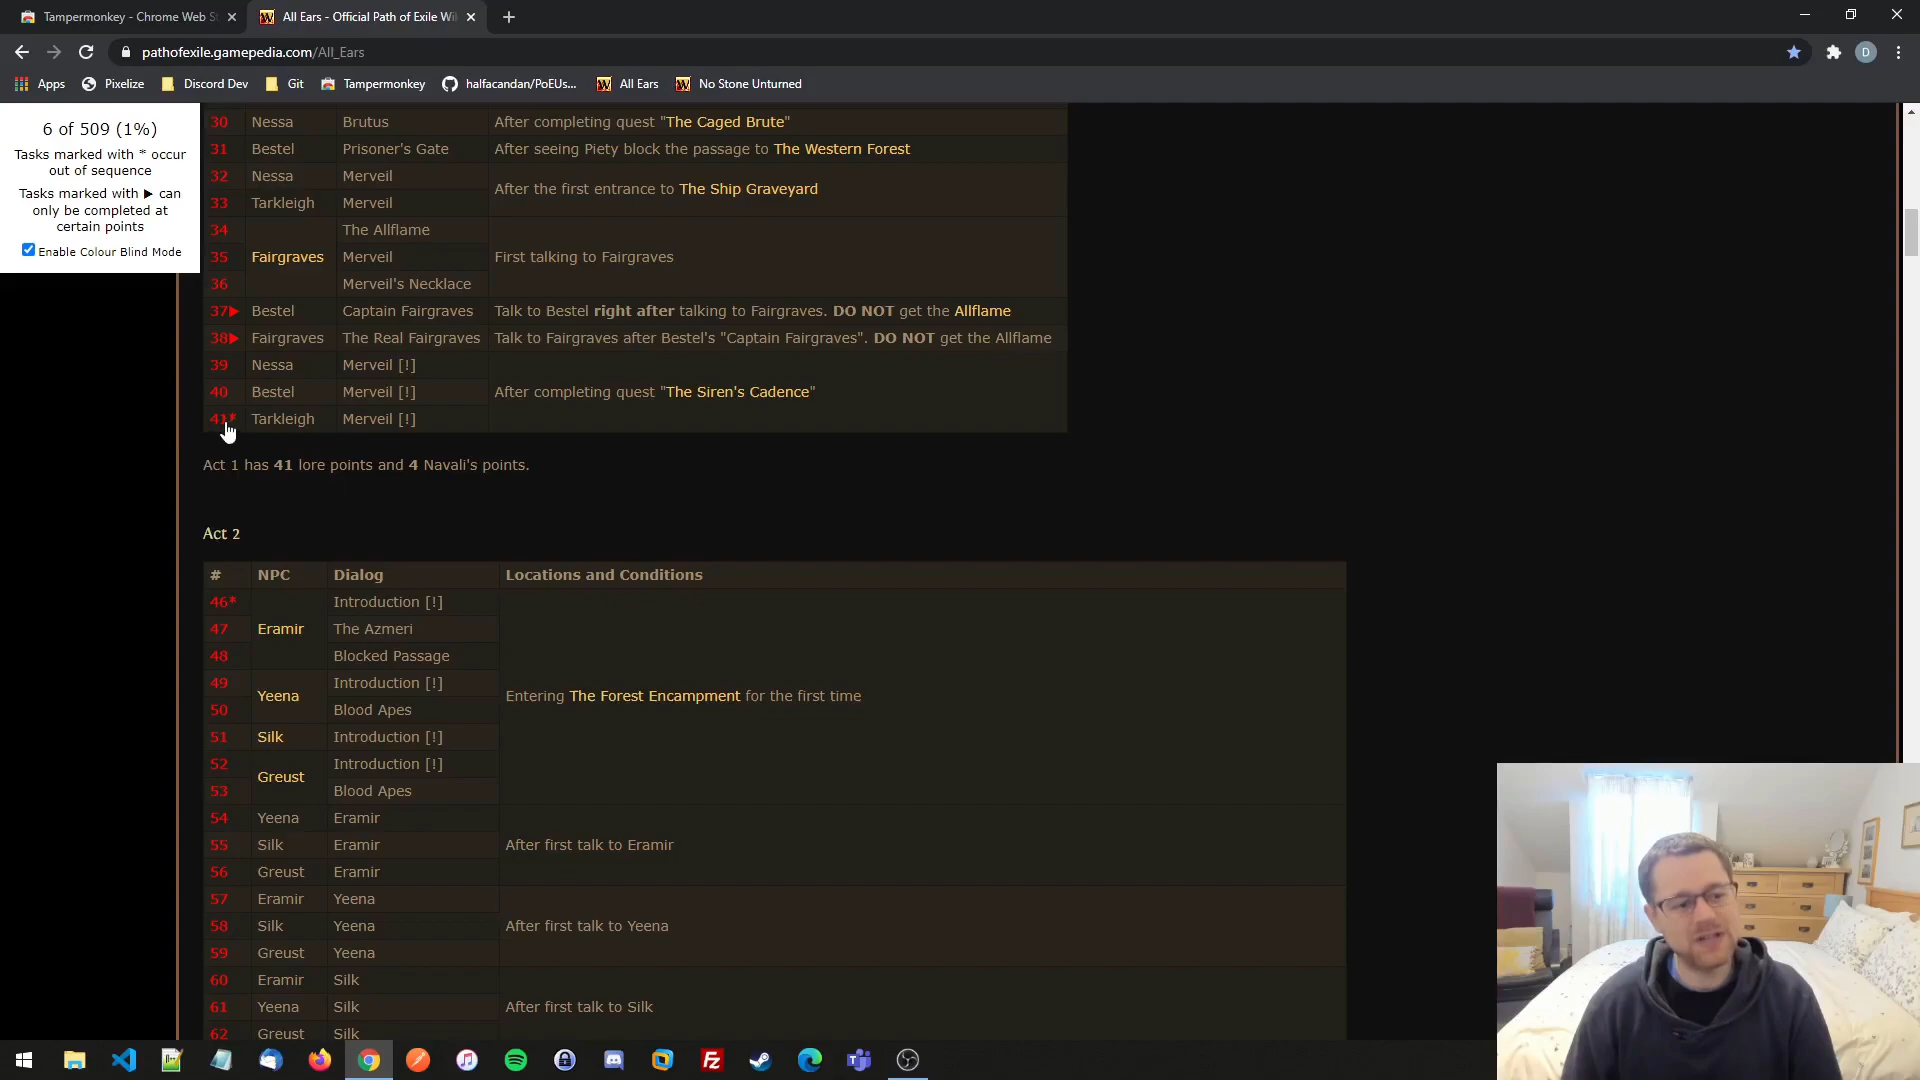 Tampermonkey - Chrome Web S
All Ears - Official Path of Exile Wi
pathofexile.gamepedia.com/All_Ears
D
Apps
Pixelize
Discord Dev
Git
Tampermonkey
halfacandan/PoEUs...
All Ears
No Stone Unturned
6 of 509 (1%)
Tasks marked with * occur
out of sequence
Tasks marked with ▶ can
only be completed at
certain points
Enable Colour Blind Mode
30 Nessa Brutus After completing quest "The Caged Brute"
31 Bestel Prisoner's Gate After seeing Piety block the passage to The Western Forest
32 Nessa Merveil
After the first entrance to The Ship Graveyard
33 Tarkleigh Merveil
34 The Allflame
35 Fairgraves Merveil First talking to Fairgraves
36 Merveil's Necklace
37▶ Bestel Captain Fairgraves Talk to Bestel right after talking to Fairgraves. DO NOT get the Allflame
38▶ Fairgraves The Real Fairgraves Talk to Fairgraves after Bestel's "Captain Fairgraves". DO NOT get the Allflame
39 Nessa Merveil [!]
40 Bestel Merveil [!] After completing quest "The Siren's Cadence"
41* Tarkleigh Merveil [!]
Act 1 has 41 lore points and 4 Navali's points.
Act 2
# NPC Dialog Locations and Conditions
46* Introduction [!]
47 Eramir The Azmeri
48 Blocked Passage
49 Introduction [!]
Yeena Entering The Forest Encampment for the first time
50 Blood Apes
51 Silk Introduction [!]
52 Introduction [!]
Greust
53 Blood Apes
54 Yeena Eramir
55 Silk Eramir After first talk to Eramir
56 Greust Eramir
57 Eramir Yeena
58 Silk Yeena After first talk to Yeena
59 Greust Yeena
60 Eramir Silk
61 Yeena Silk After first talk to Silk
62 Greust Silk